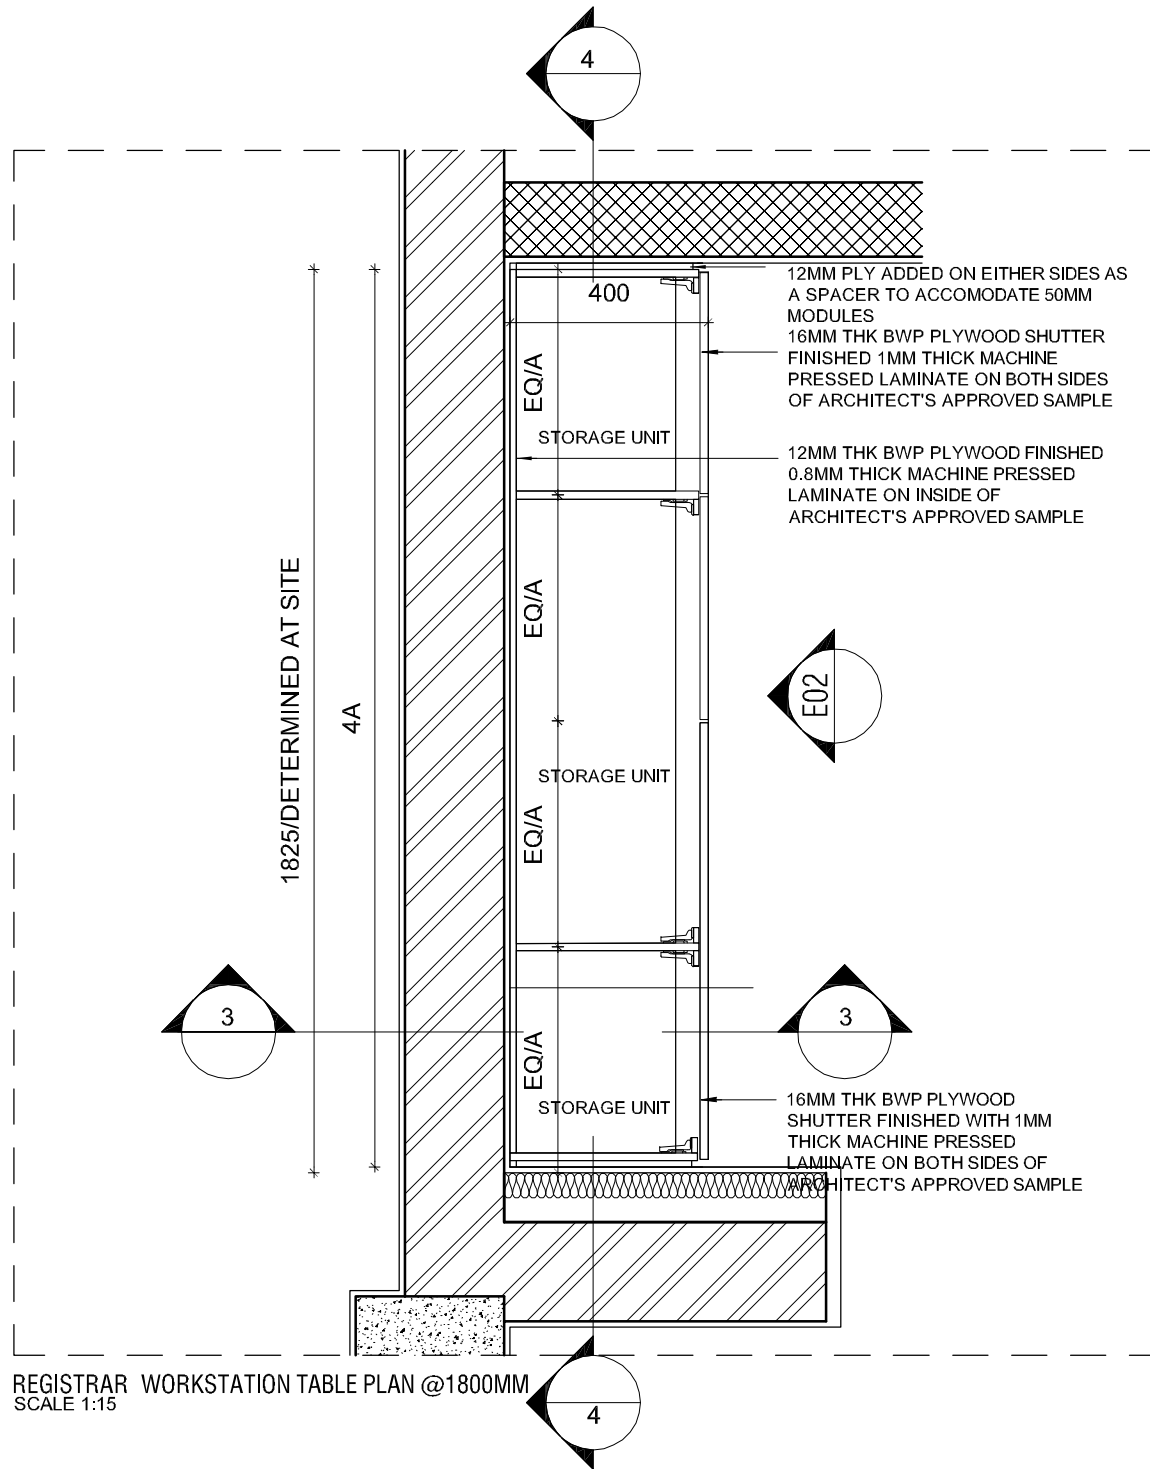 4
12MM PLY ADDED ON EITHER SIDES AS
A SPACER TO ACCOMODATE 50MM
MODULES
400
16MM THK BWP PLYWOOD SHUTTER
FINISHED 1MM THICK MACHINE
PRESSED LAMINATE ON BOTH SIDES
OF ARCHITECT'S APPROVED SAMPLE
EQ/A
STORAGE UNIT
12MM THK BWP PLYWOOD FINISHED
0.8MM THICK MACHINE PRESSED
LAMINATE ON INSIDE OF
ARCHITECT'S APPROVED SAMPLE
EQ/A
1825/DETERMINED AT SITE
4A
E02
STORAGE UNIT
EQ/A
3
3
EQ/A
STORAGE UNIT
16MM THK BWP PLYWOOD
SHUTTER FINISHED WITH 1MM
THICK MACHINE PRESSED
LAMINATE ON BOTH SIDES OF
ARCHITECT'S APPROVED SAMPLE
REGISTRAR WORKSTATION TABLE PLAN @1800MM
SCALE 1:15
4